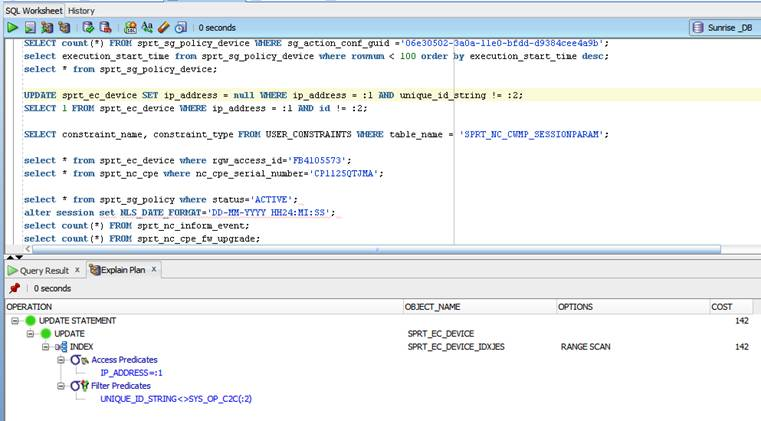 SQL Worksheet History
0 seconds
Sunrise _DB
SELECT count(*) FROM sprt_sg_policy_device WHERE sg_action_conf_guid ='06e30502-3a0a-11e0-bfdd-d9384cee4a9b';
select execution_start_time from sprt_sg_policy_device where rownum < 100 order by execution_start_time desc;
select * from sprt_sg_policy_device;
UPDATE sprt_ec_device SET ip_address = null WHERE ip_address = :1 AND unique_id_string != :2;
SELECT 1 FROM sprt_ec_device WHERE ip_address = :1 AND id != :2;
SELECT constraint_name, constraint_type FROM USER_CONSTRAINTS WHERE table_name = 'SPRT_NC_CWMP_SESSIONPARAM';
select * from sprt_ec_device where rgw_access_id='FB4105573';
select * from sprt_nc_cpe where nc_cpe_serial_number='CP1125QTJMA';
select * from sprt_sg_policy where status='ACTIVE';
alter session set NLS_DATE_FORMAT='DD-MM-YYYY HH24:MI:SS';
select count(*) FROM sprt_nc_inform_event;
select count(*) FROM sprt_nc_cpe_fw_upgrade;
Query Result x Explain Plan x
0 seconds
OPERATION OBJECT_NAME OPTIONS COST
UPDATE STATEMENT 142
UPDATE SPRT_EC_DEVICE
INDEX SPRT_EC_DEVICE_IDXJES RANGE SCAN 142
Access Predicates
IP_ADDRESS=:1
Filter Predicates
UNIQUE_ID_STRING<>SYS_OP_C2C(:2)